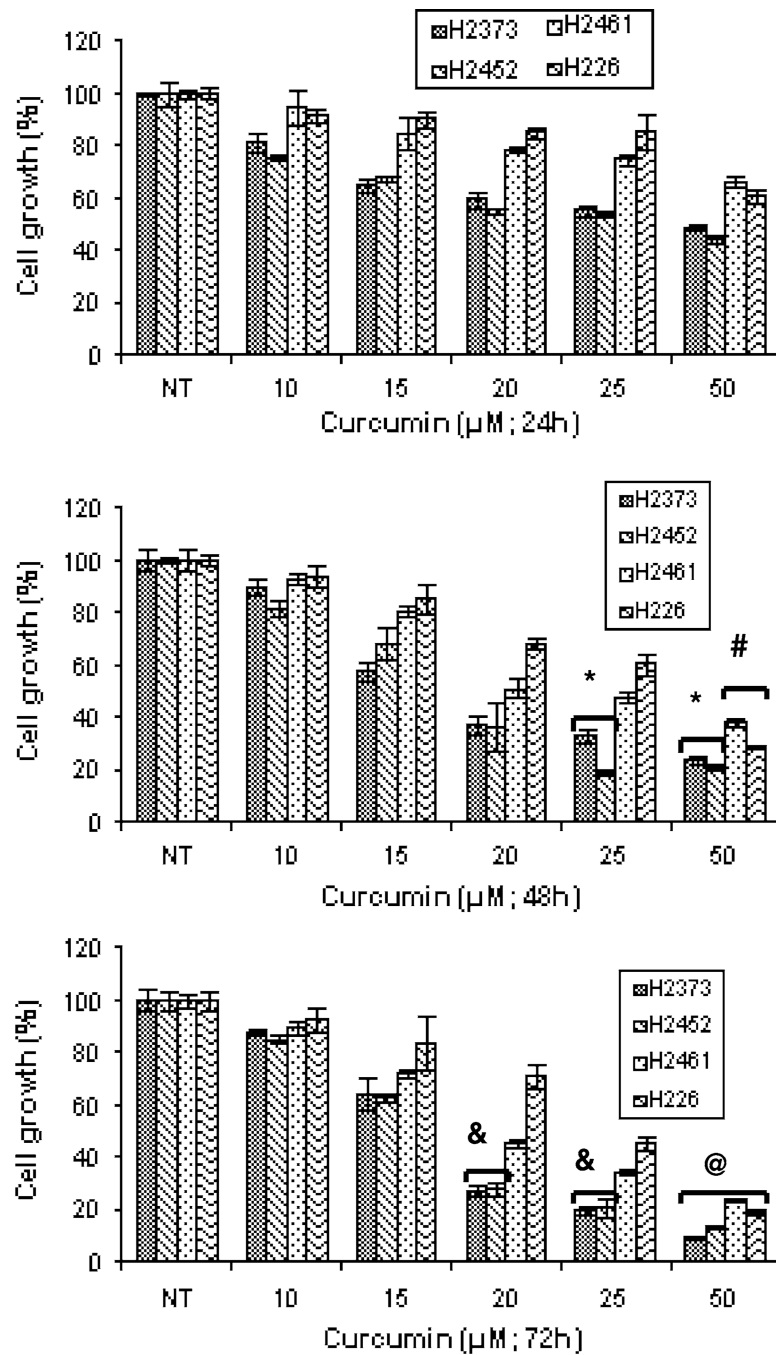 H2373 H2461
H2452 H226
Cell growth (%)
120
100
80
60
40
20
0
NT 10 15 20 25 50
Curcumin (µM; 24h)
H2373
H2452
H2461
H226
Cell growth (%)
120
100
80
60
40
20
0
* * #
NT 10 15 20 25 50
Curcumin (µM; 48h)
H2373
H2452
H2461
H226
Cell growth (%)
120
100
80
60
40
20
0
& & @
NT 10 15 20 25 50
Curcumin (µM; 72h)